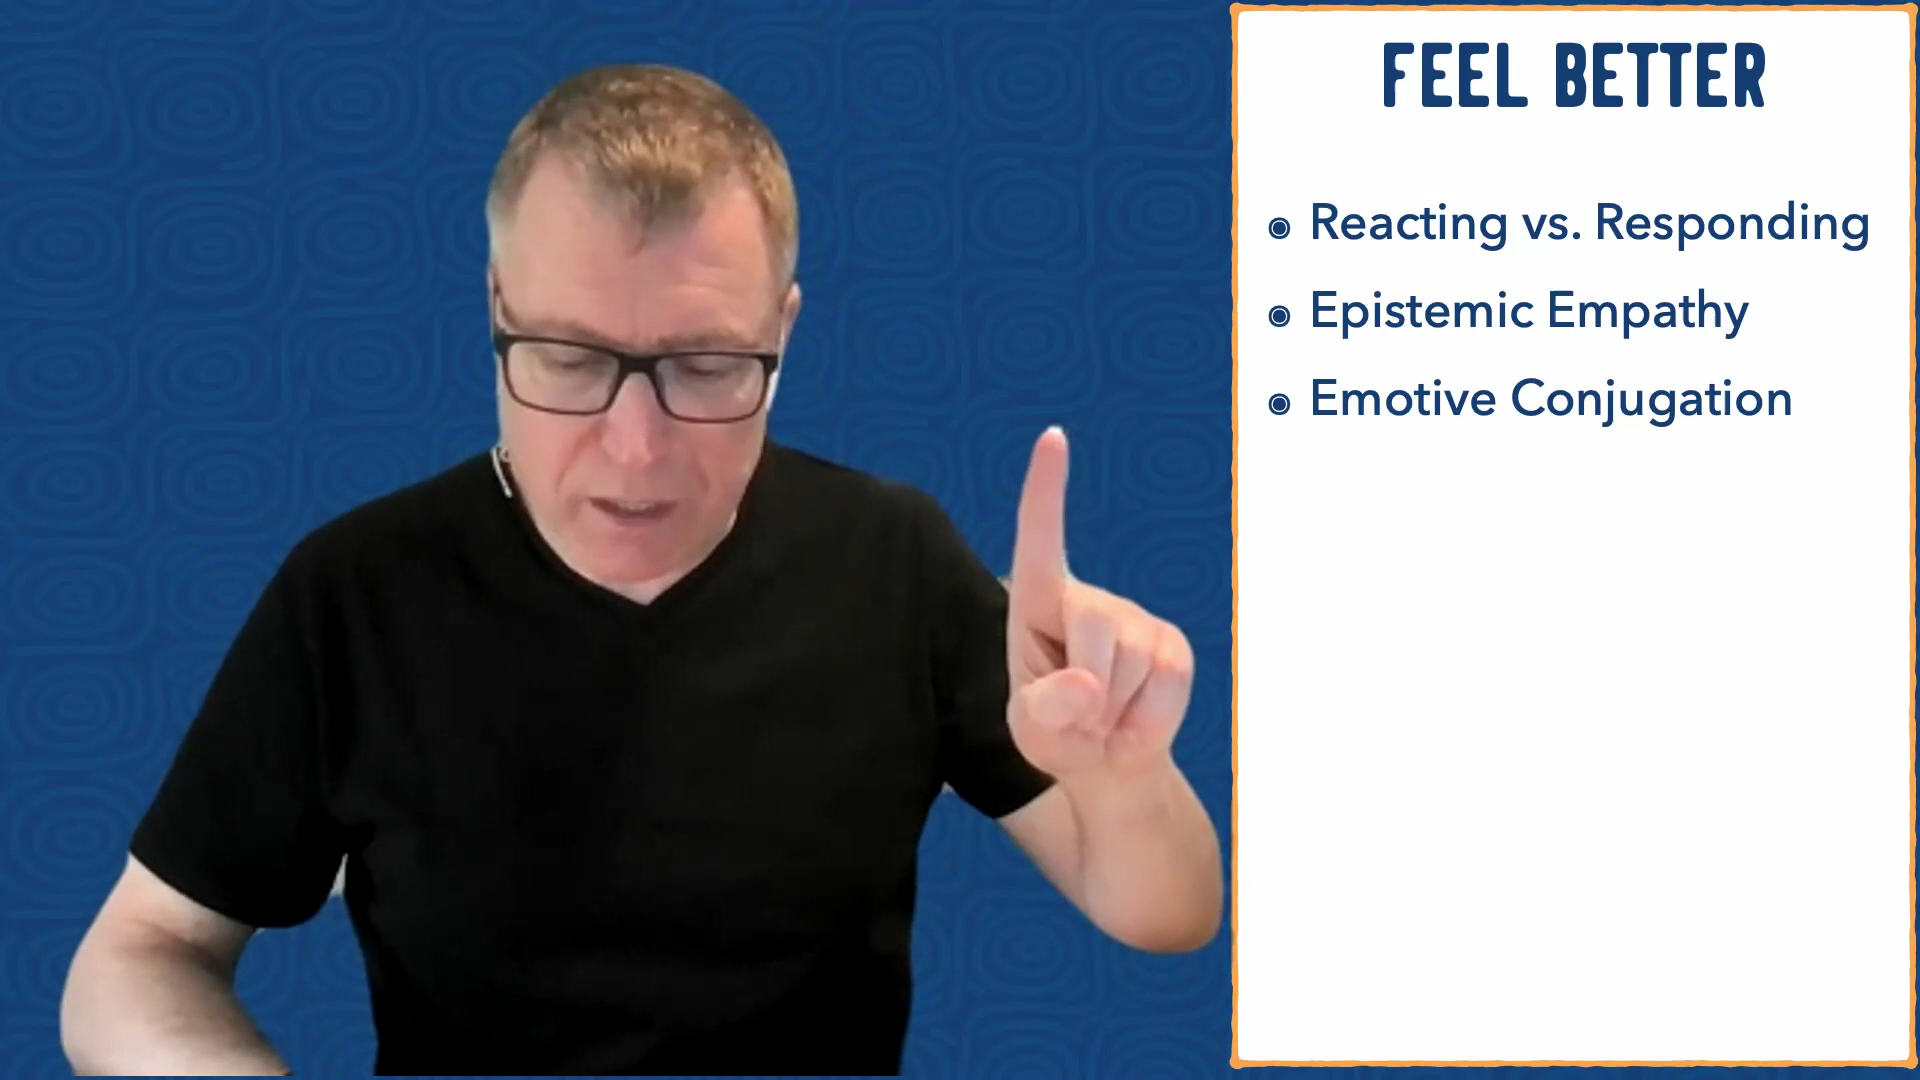 FEEL BETTER
Reacting vs. Responding
Epistemic Empathy
Emotive Conjugation